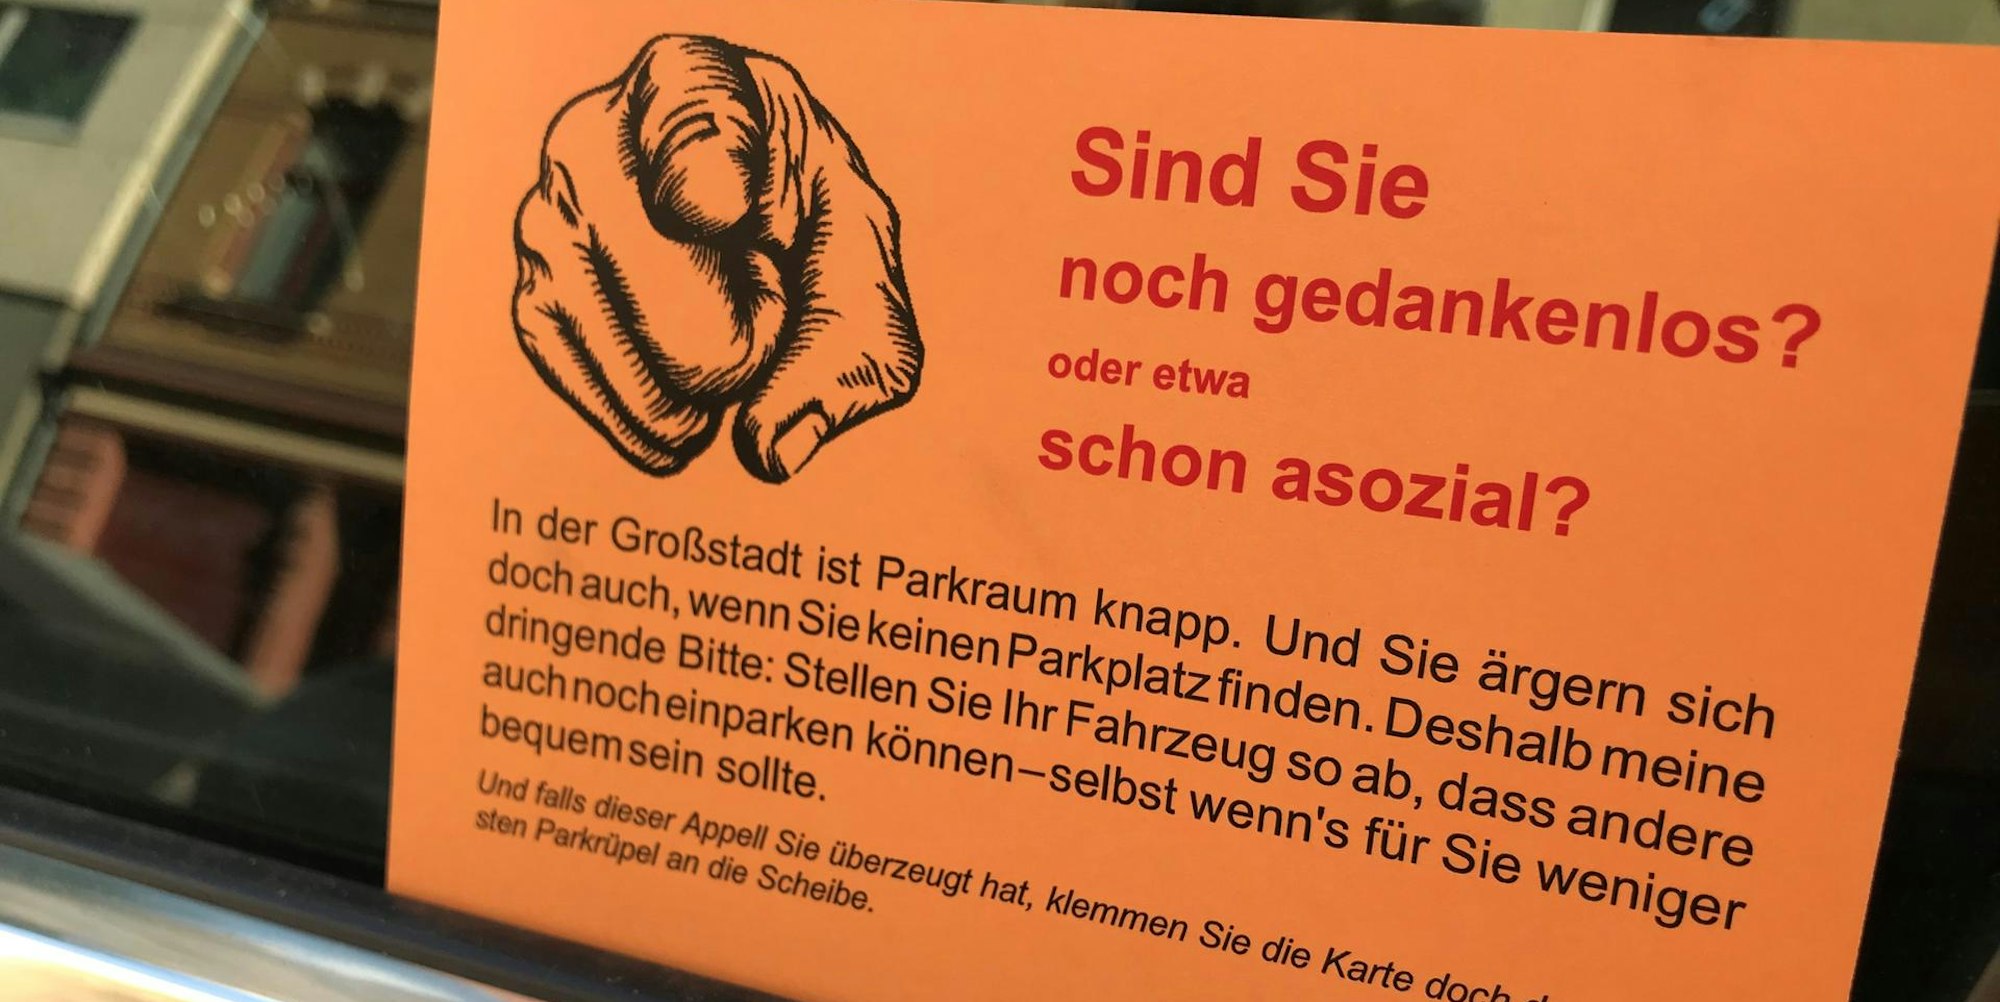 Sind Sie
noch gedankenlos?
oder etwa
schon asozial?
In der Großstadt ist Parkraum knapp. Und Sie ärgern sich
doch auch, wenn Sie keinen Parkplatz finden. Deshalb meine
dringende Bitte: Stellen Sie Ihr Fahrzeug so ab, dass andere
auch noch einparken können – selbst wenn's für Sie weniger
bequem sein sollte.
Und falls dieser Appell Sie überzeugt hat, klemmen Sie die Karte doch
sten Parkrüpel an die Scheibe.